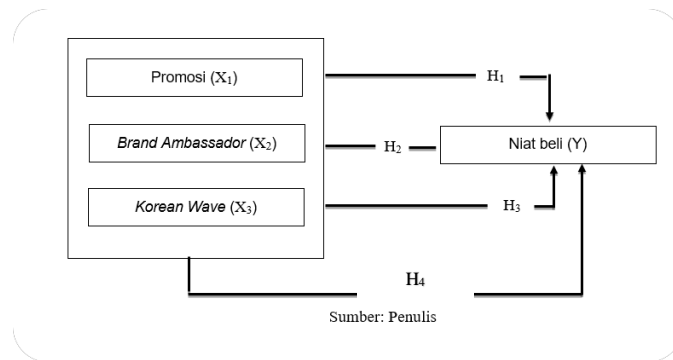 Promosi (X₁)
H₁
Brand Ambassador (X₂)
H₂
Niat beli (Y)
Korean Wave (X₃)
H₃
H₄
Sumber: Penulis